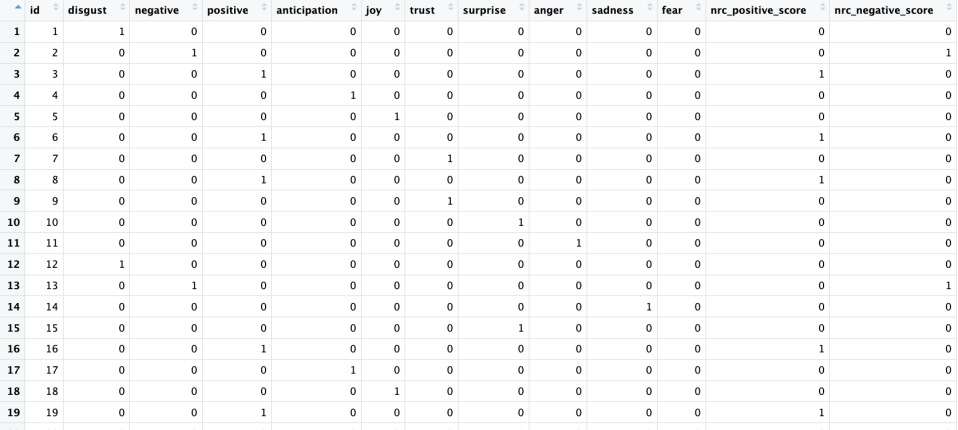 id disgust negative positive anticipation joy trust surprise anger sadness fear nrc_positive_score nrc_negative_score
1 1 1 0 0 0 0 0 0 0 0 0 0 0
2 2 0 1 0 0 0 0 0 0 0 0 0 1
3 3 0 0 1 0 0 0 0 0 0 0 1 0
4 4 0 0 0 1 0 0 0 0 0 0 0 0
5 5 0 0 0 0 1 0 0 0 0 0 0 0
6 6 0 0 1 0 0 0 0 0 0 0 1 0
7 7 0 0 0 0 0 1 0 0 0 0 0 0
8 8 0 0 1 0 0 0 0 0 0 0 1 0
9 9 0 0 0 0 0 1 0 0 0 0 0 0
10 10 0 0 0 0 0 0 1 0 0 0 0 0
11 11 0 0 0 0 0 0 0 1 0 0 0 0
12 12 1 0 0 0 0 0 0 0 0 0 0 0
13 13 0 1 0 0 0 0 0 0 0 0 0 1
14 14 0 0 0 0 0 0 0 0 1 0 0 0
15 15 0 0 0 0 0 0 1 0 0 0 0 0
16 16 0 0 1 0 0 0 0 0 0 0 1 0
17 17 0 0 0 1 0 0 0 0 0 0 0 0
18 18 0 0 0 0 1 0 0 0 0 0 0 0
19 19 0 0 1 0 0 0 0 0 0 0 1 0